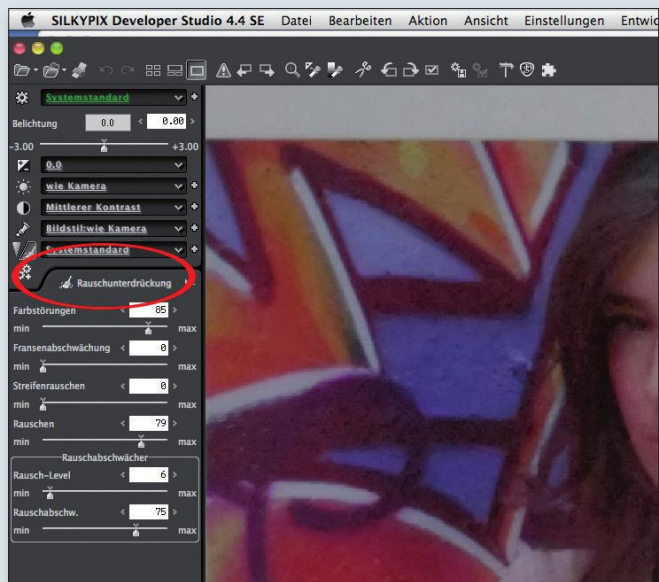 SILKYPIX Developer Studio 4.4 SE Datei Bearbeiten Aktion Ansicht Einstellungen Entwic
Systemstandard
Belichtung 0.0 0.00
-3.00 +3.00
0.0
wie Kamera
Mittlerer Kontrast
Bildstil:wie Kamera
Systemstandard
Rauschunterdrückung
Farbstörungen 85
min max
Fransenabschwächung 0
min max
Streifenrauschen 0
min max
Rauschen 79
min max
Rauschabschwächer
Rausch-Level 6
min max
Rauschabschw. 75
min max